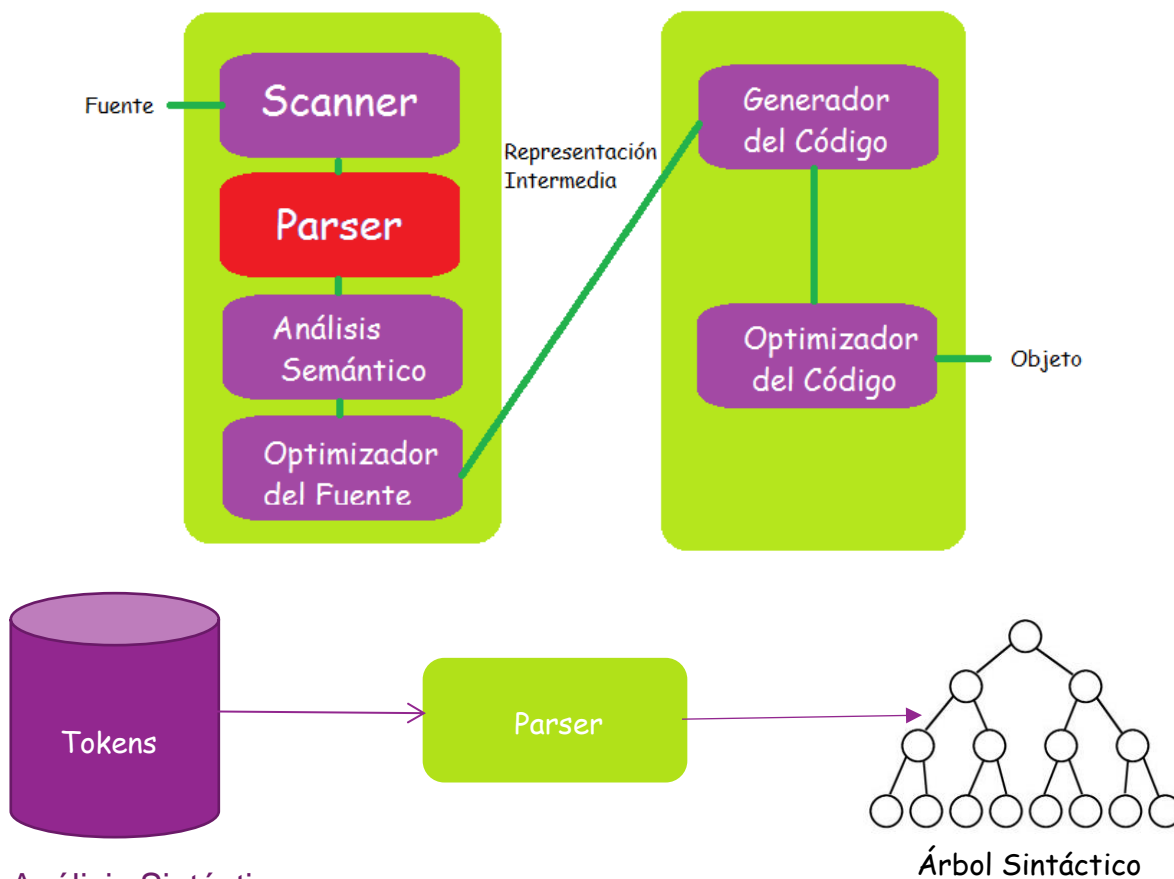 Fuente
Scanner
Parser
Análisis
Semántico
Optimizador
del Fuente
Representación
Intermedia
Generador
del Código
Optimizador
del Código
Objeto
Tokens
Parser
Árbol Sintáctico